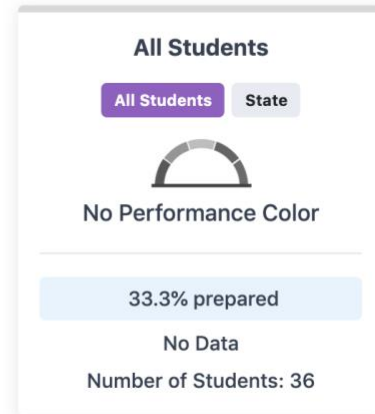 All Students
All Students State
No Performance Color
33.3% prepared
No Data
Number of Students: 36